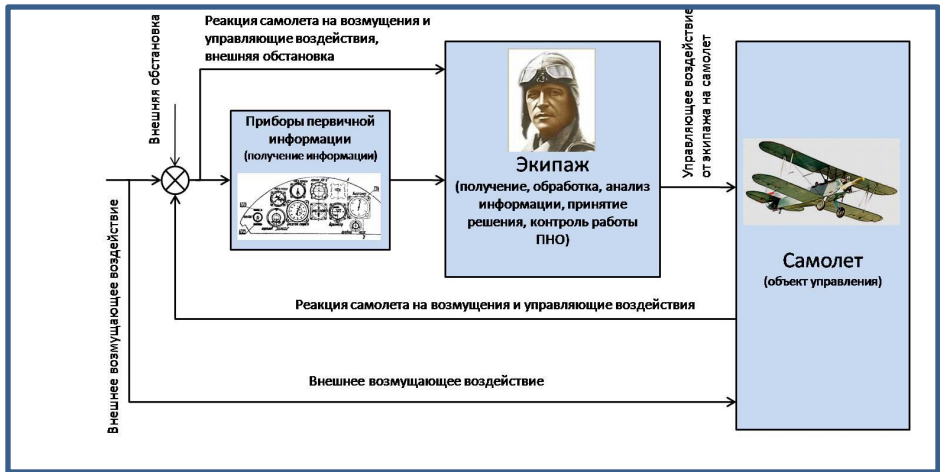 Реакция самолета на возмущения и
управляющие воздействия,
внешняя обстановка
Внешняя обстановка
Приборы первичной
информации
(получение информации)
Экипаж
(получение, обработка, анализ
информации, принятие
решения, контроль работы
ПНО)
Управляющее воздействие
от экипажа на самолет
Самолет
(объект управления)
Внешнее возмущающее воздействие
Реакция самолета на возмущения и управляющие воздействия
Внешнее возмущающее воздействие